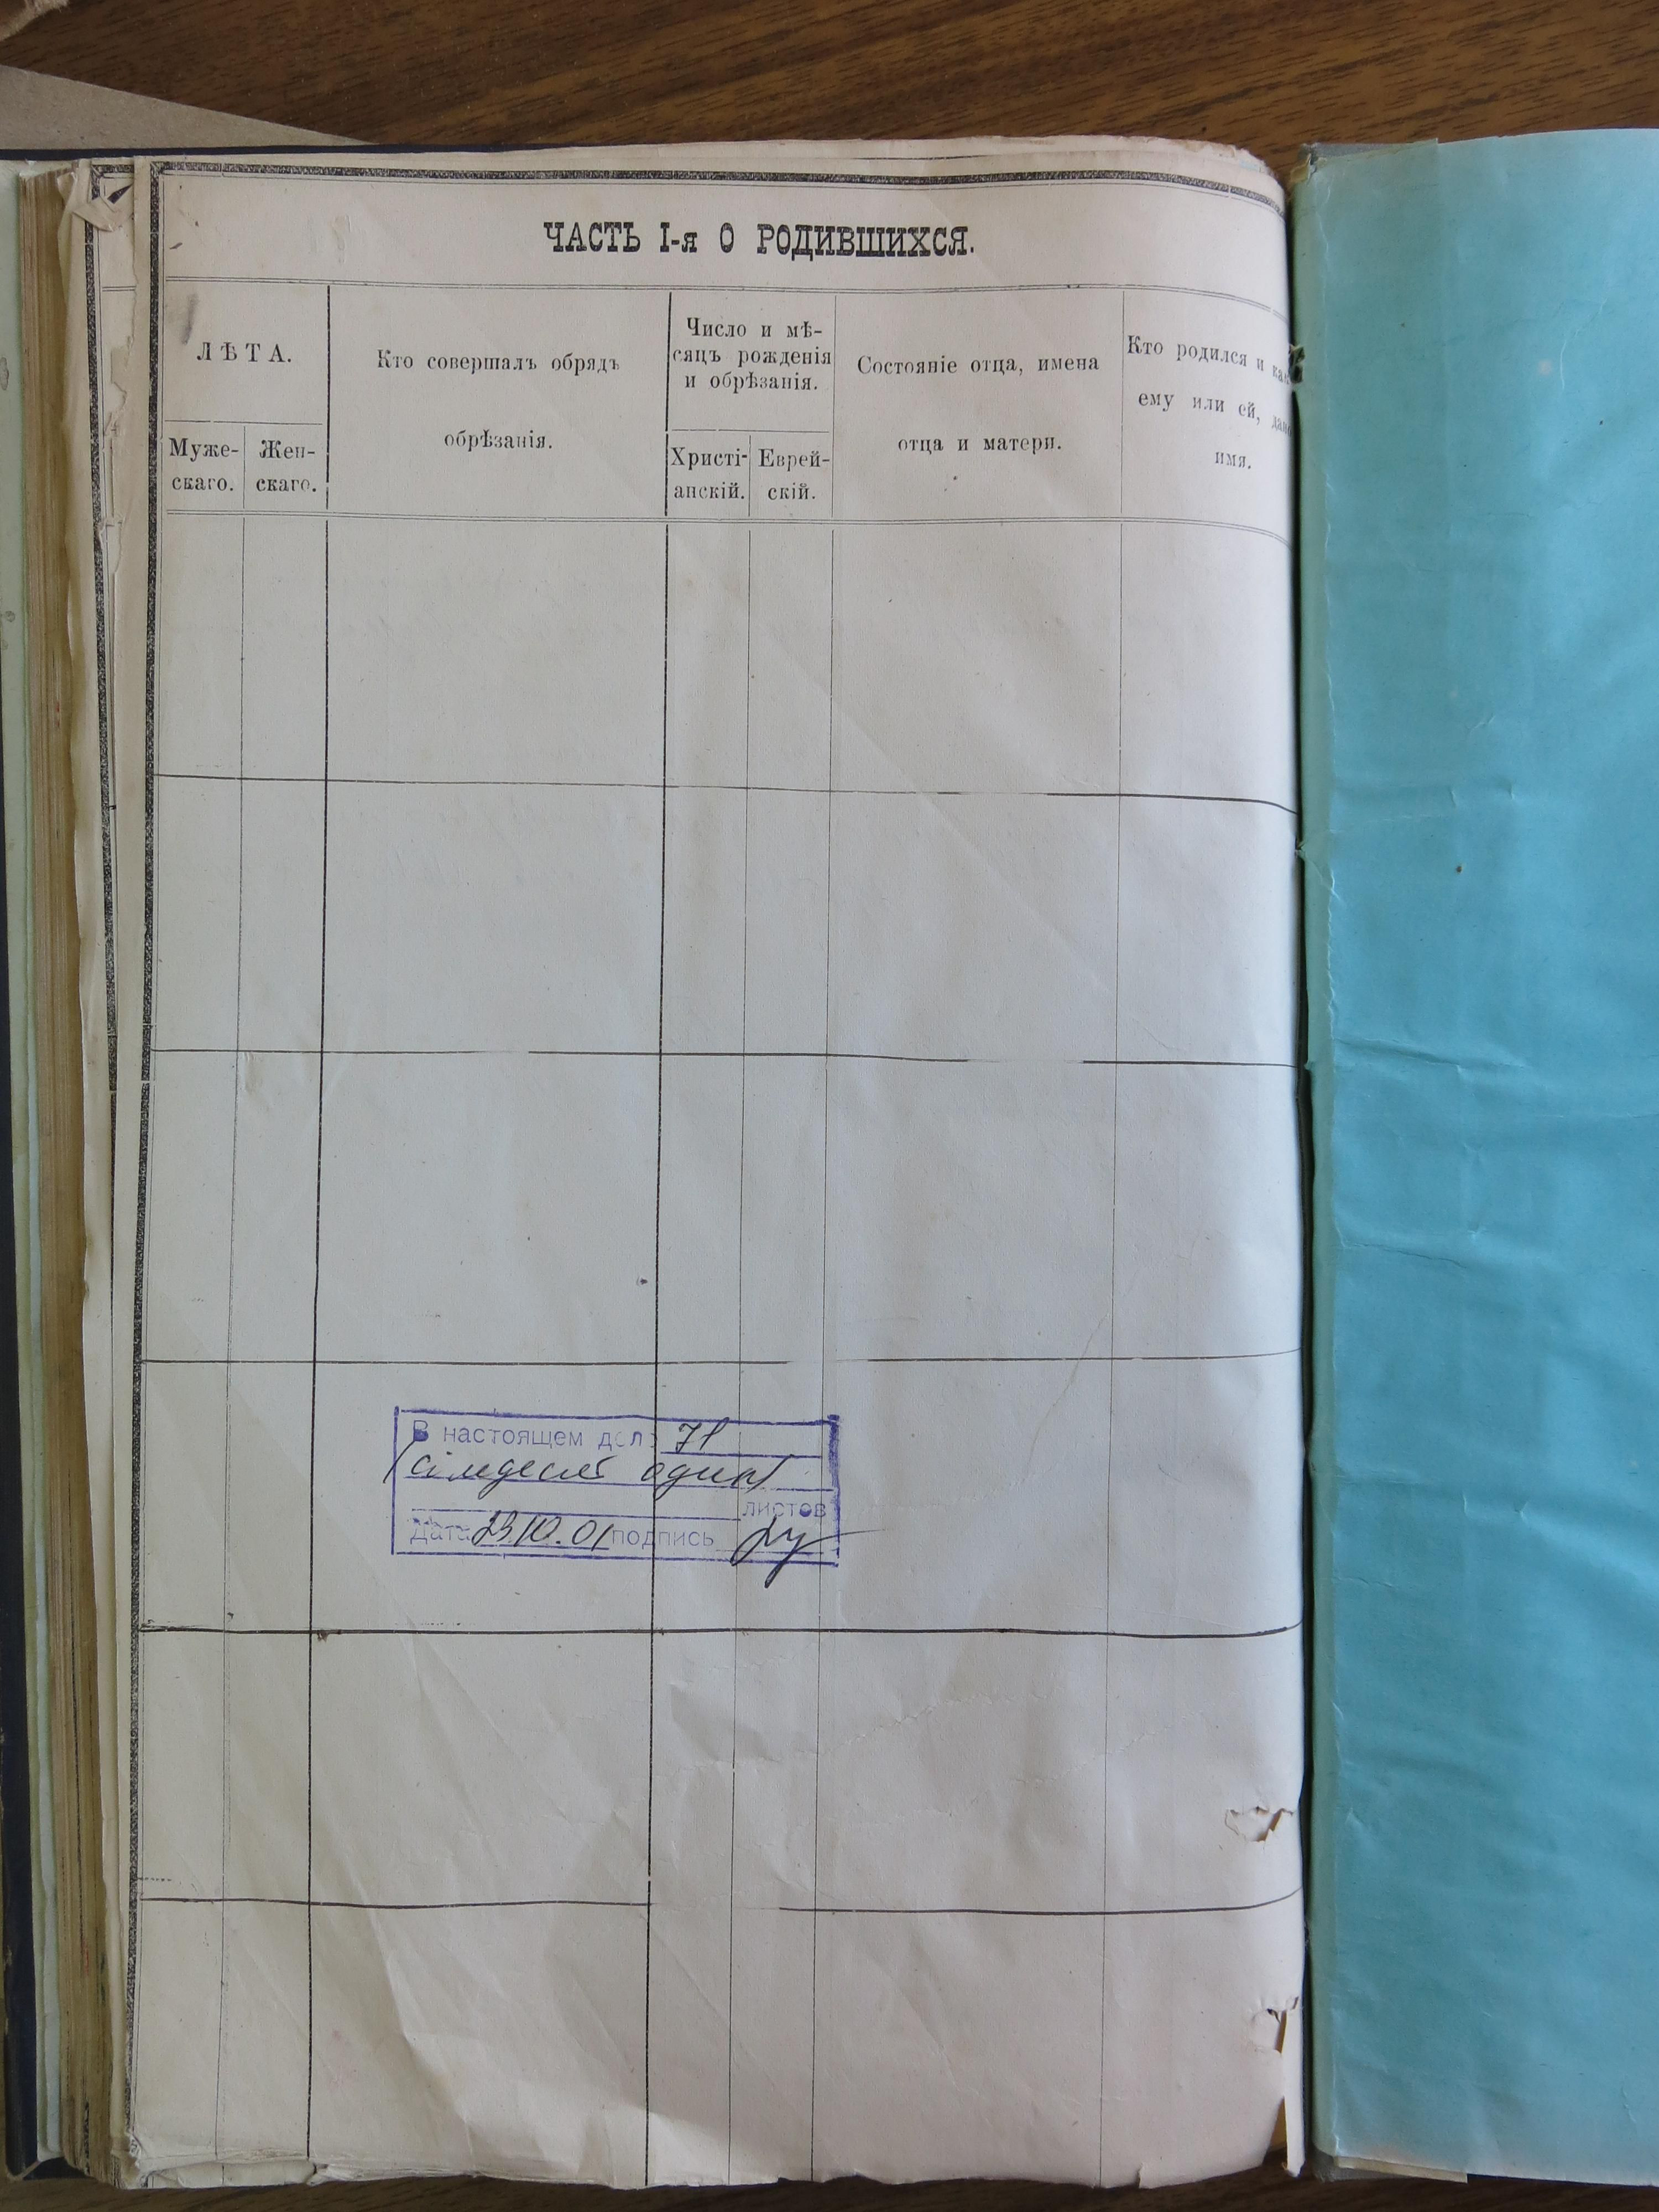 ЧАСТЬ I-я О РОДИВШИХСЯ.
ЛѢТА.
Муже-
скаго.
Жен-
скаго.
Кто совершалъ обрядъ
обрѣзанія.
Число и мѣ-
сяцъ рожденія
и обрѣзанія.
Христі-
анскій.
Еврей-
скій.
Состояніе отца, имена
отца и матери.
Кто родился и
ему или ей, дано
имя.
В настоящем деле 71
(сімдесят один)
листов
Дата 23.10.01 подпись